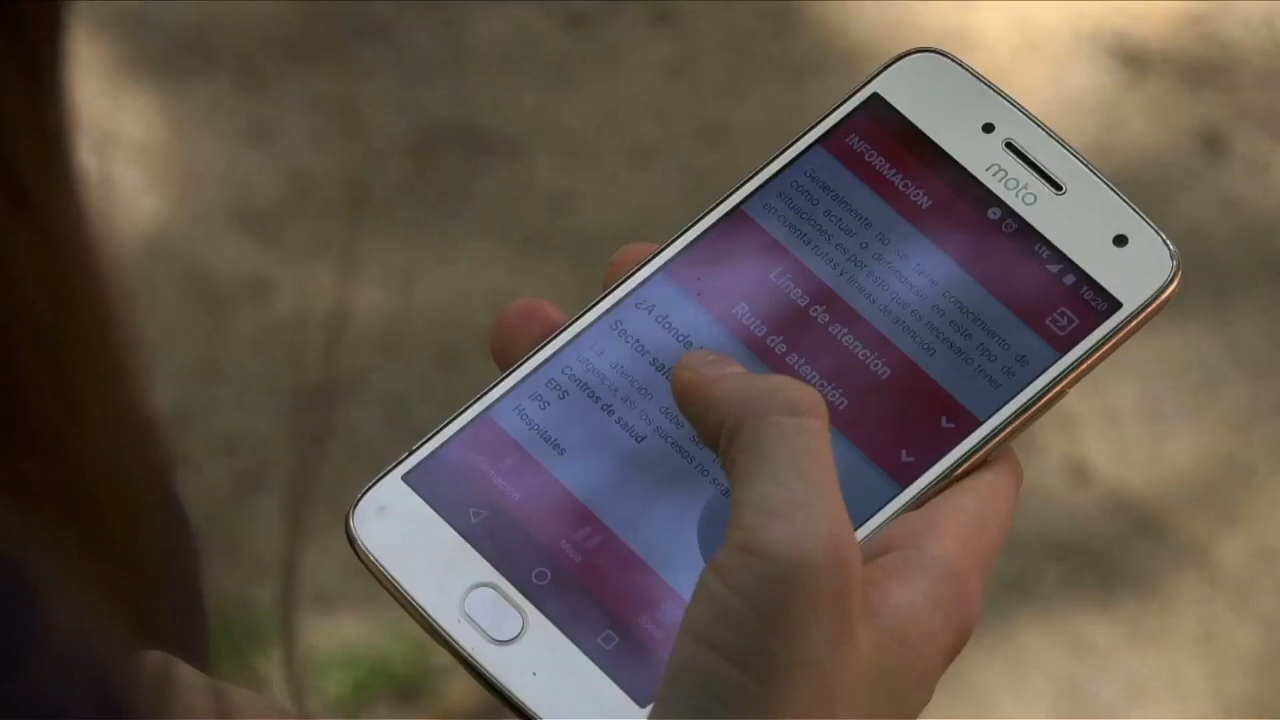 moto
LTE 10:20
INFORMACIÓN
Generalmente no se tiene conocimiento de
cómo actuar o defenderse en este tipo de
situaciones, es por esto que es necesario tener
en cuenta rutas y líneas de atención.
Línea de atención
Ruta de atención
¿A donde
Sector
La atención debe ser
urgencia, así los sucesos no sean
Centros de salud
EPS
IPS
Hospitales
Información
Mapa